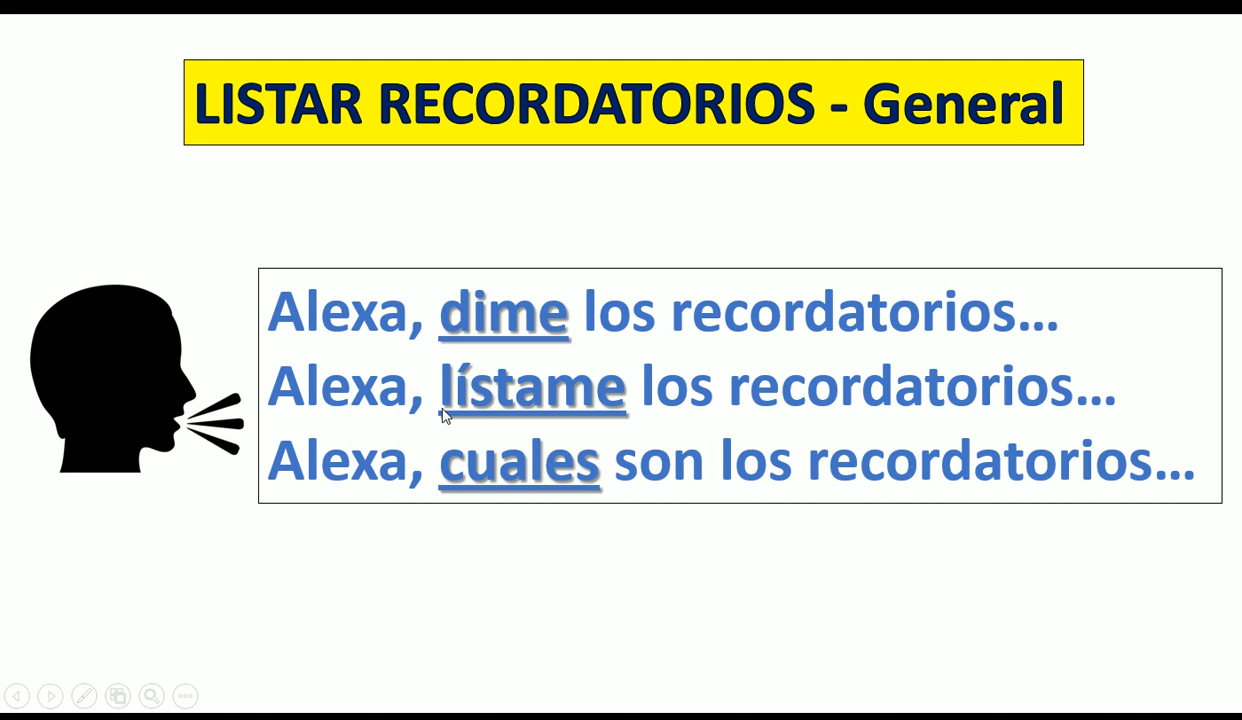 LISTAR RECORDATORIOS - General
Alexa, dime los recordatorios...
Alexa, lístame los recordatorios...
Alexa, cuales son los recordatorios...